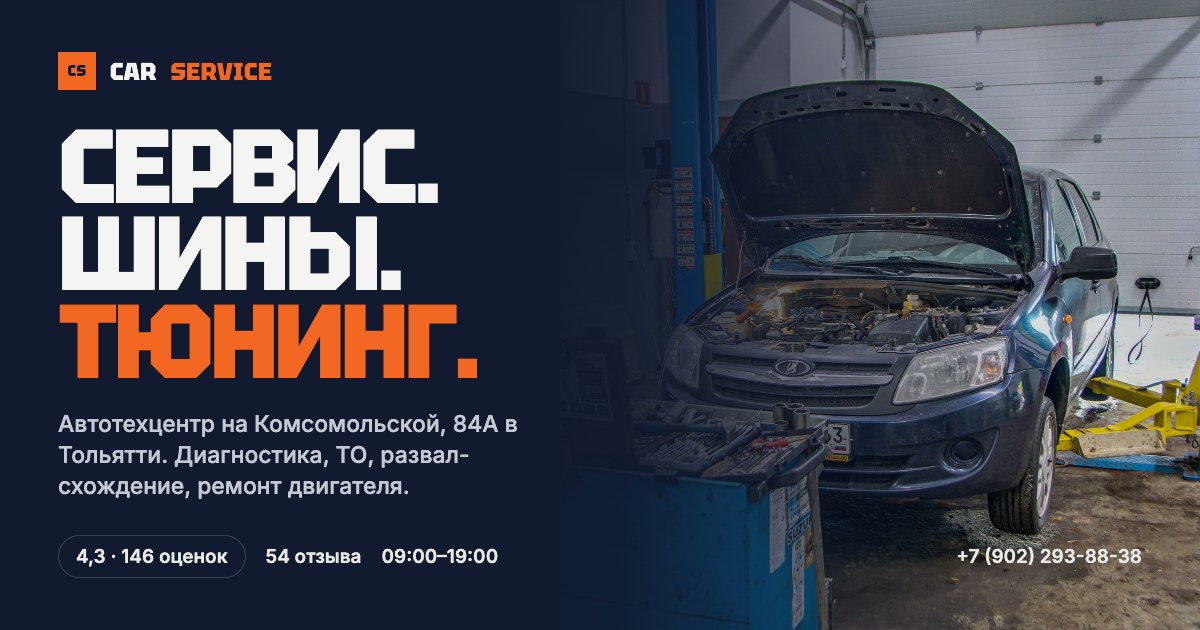 CS CAR SERVICE
СЕРВИС.
ШИНЫ.
ТЮНИНГ.
Автотехцентр на Комсомольской, 84А в
Тольятти. Диагностика, ТО, развал-
схождение, ремонт двигателя.
4,3 · 146 оценок 54 отзыва 09:00–19:00
+7 (902) 293-88-38
63.